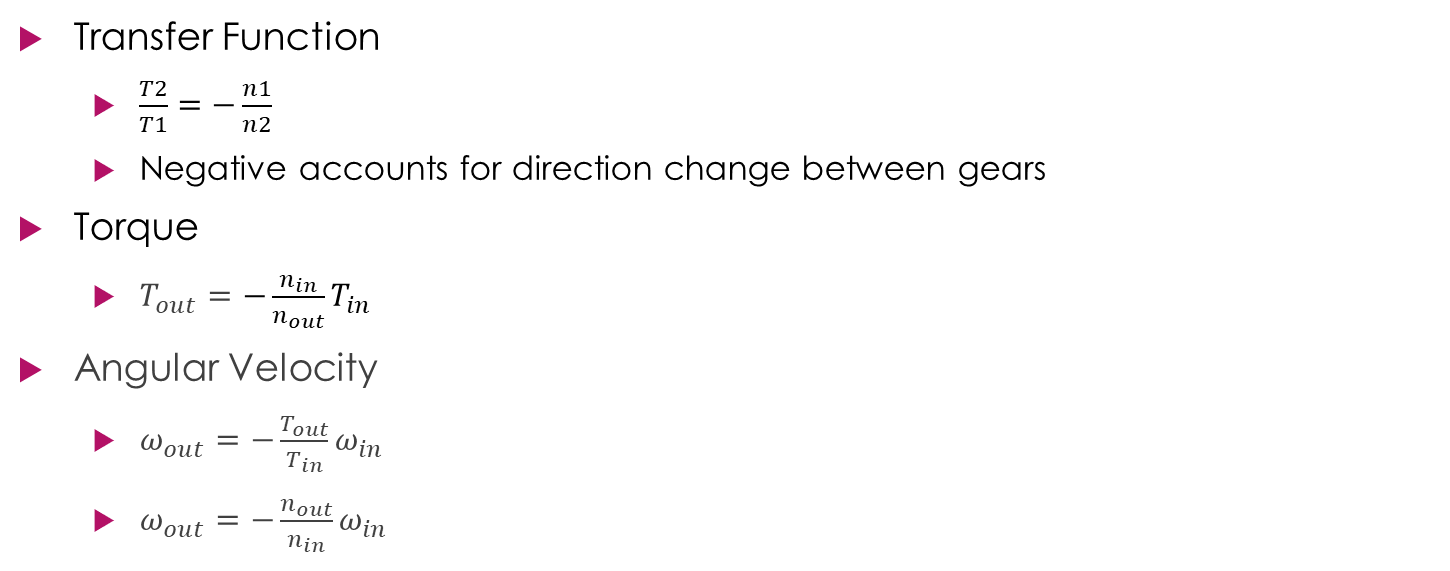 Transfer Function
T2/T1 = − n1/n2
Negative accounts for direction change between gears
Torque
T_out = − n_in/n_out T_in
Angular Velocity
ω_out = − T_out/T_in ω_in
ω_out = − n_out/n_in ω_in